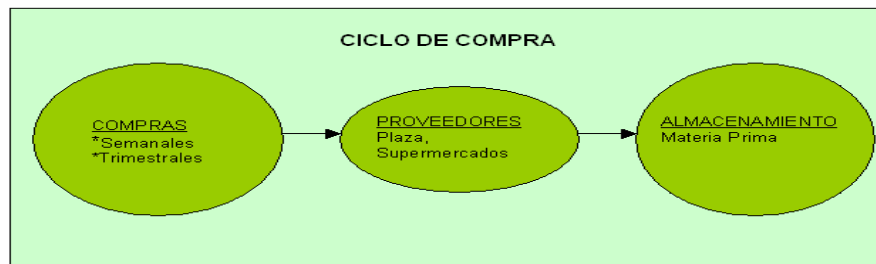 CICLO DE COMPRA
COMPRAS
*Semanales
*Trimestrales
PROVEEDORES
Plaza,
Supermercados
ALMACENAMIENTO
Materia Prima